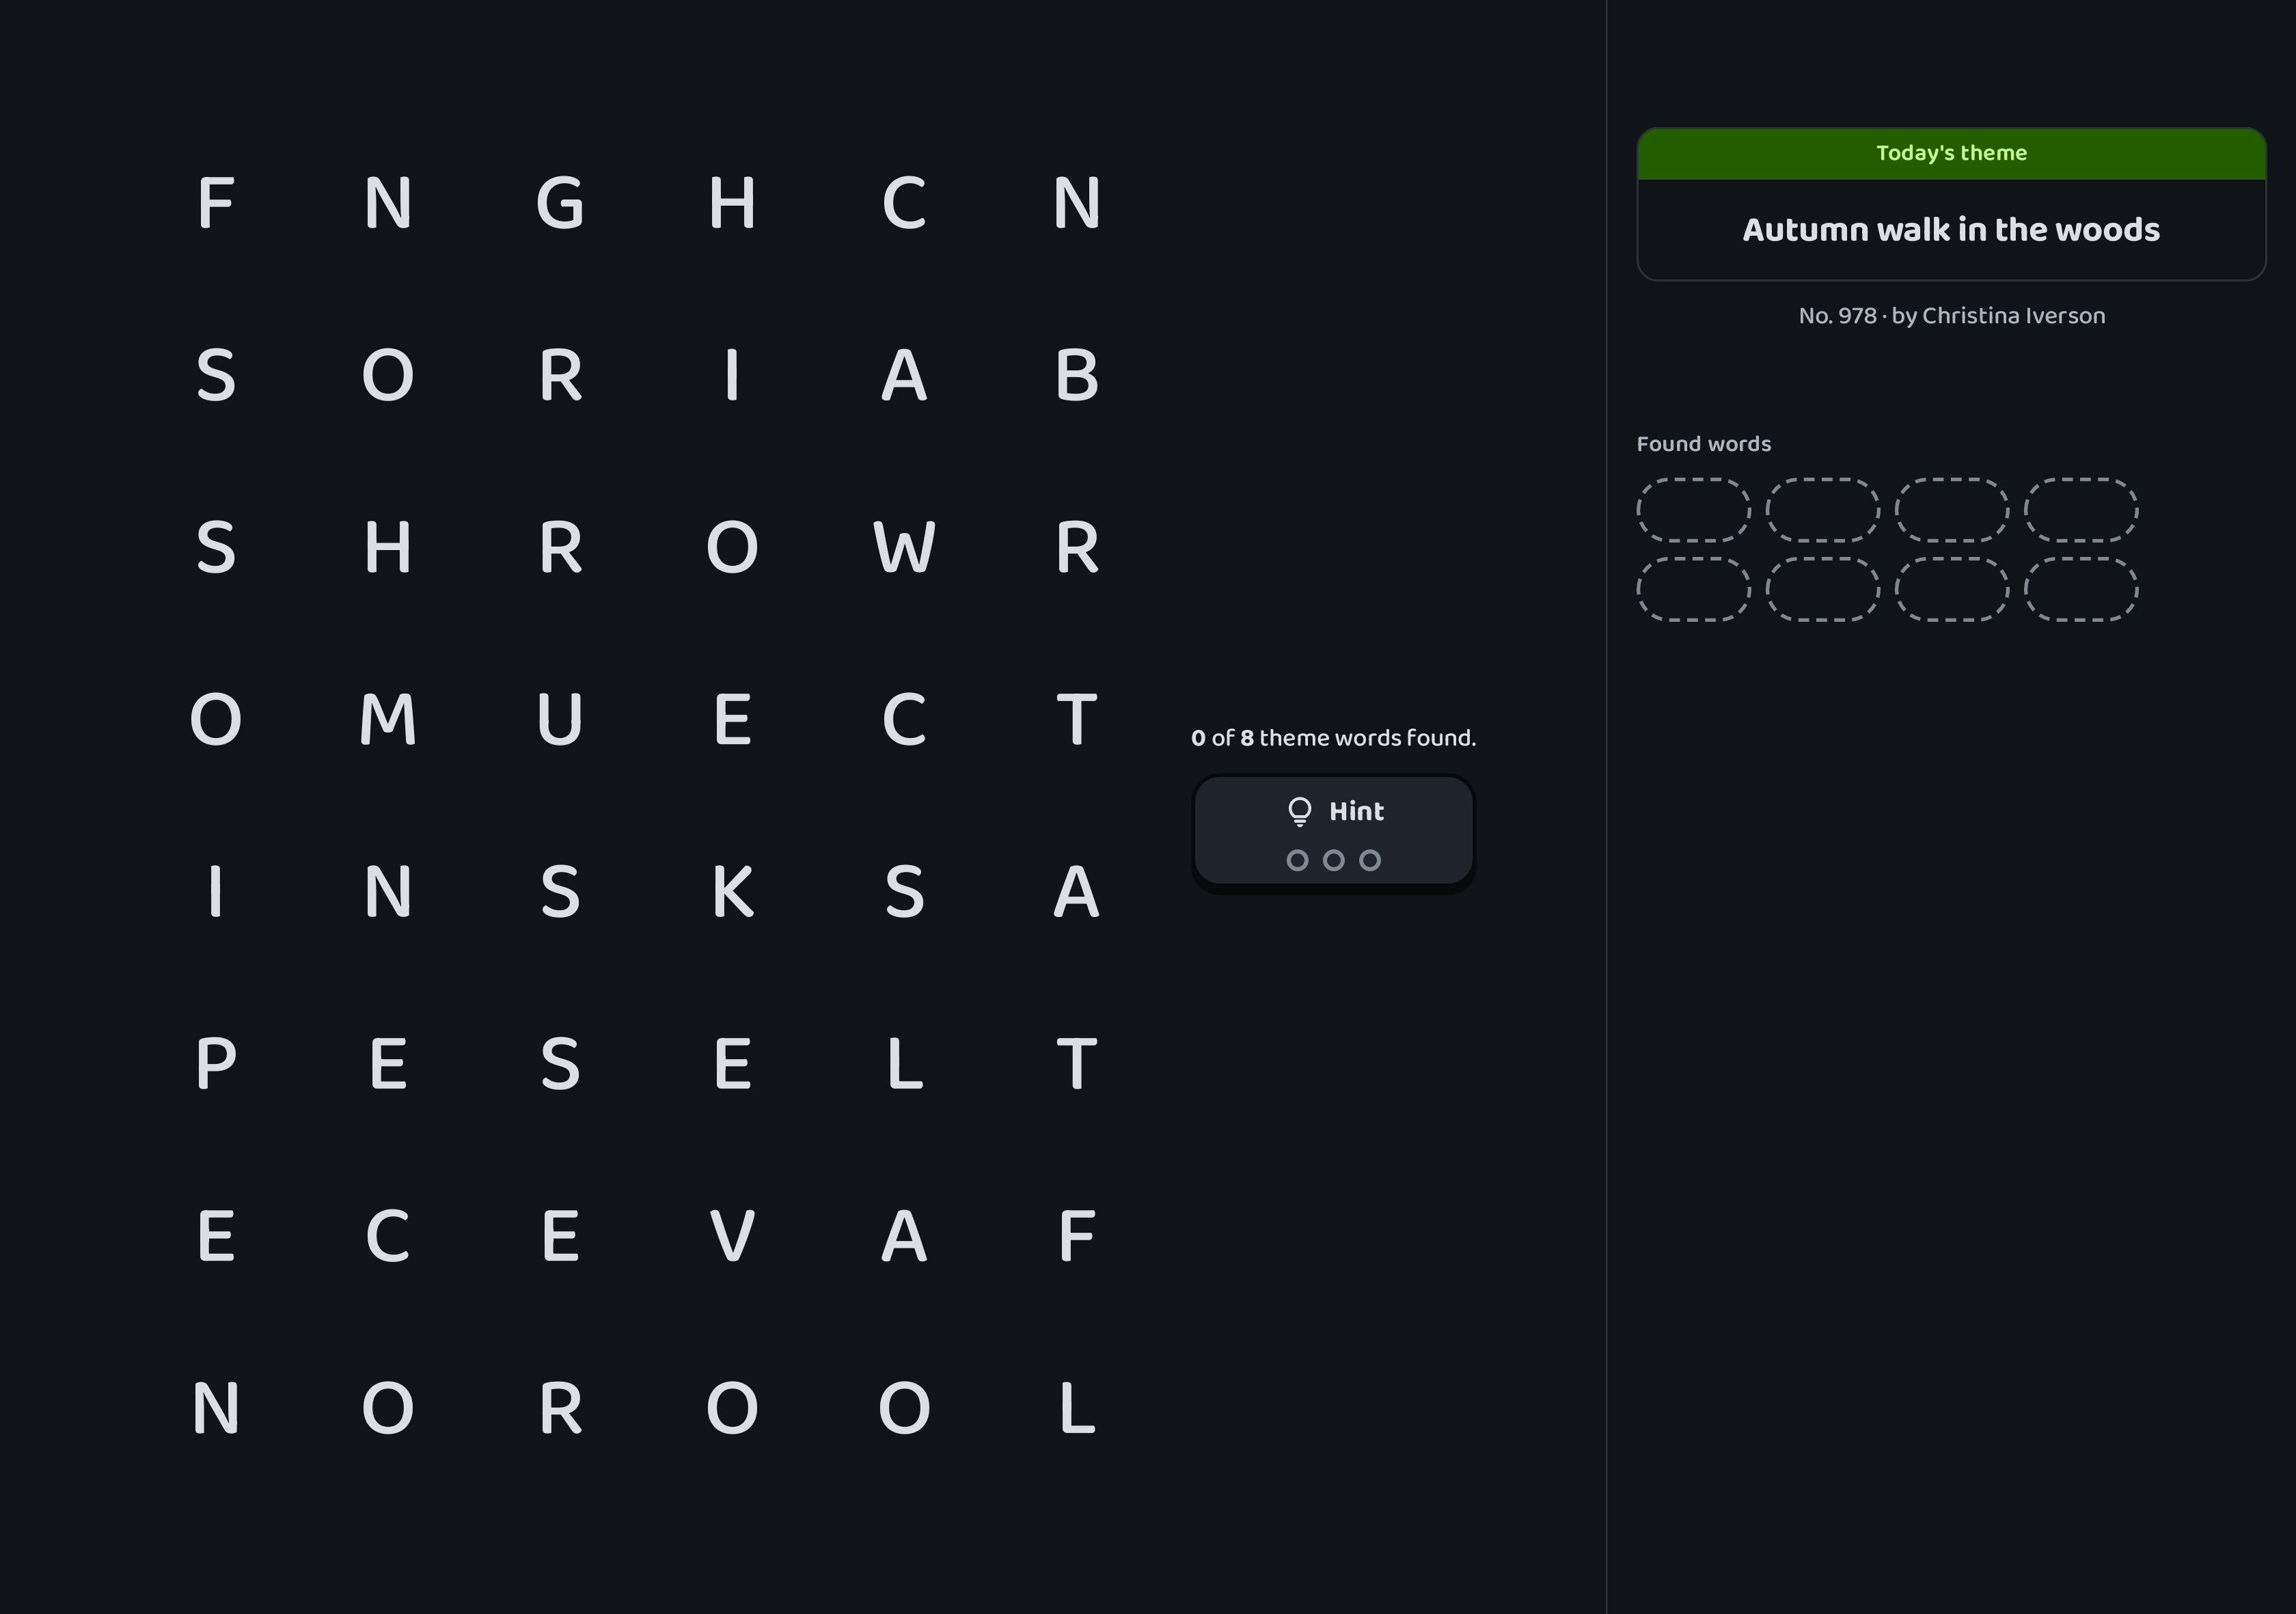 F N G H C N
S O R I A B
S H R O W R
O M U E C T
I N S K S A
P E S E L T
E C E V A F
N O R O O L
0 of 8 theme words found.
Hint
Today's theme
Autumn walk in the woods
No. 978 · by Christina Iverson
Found words